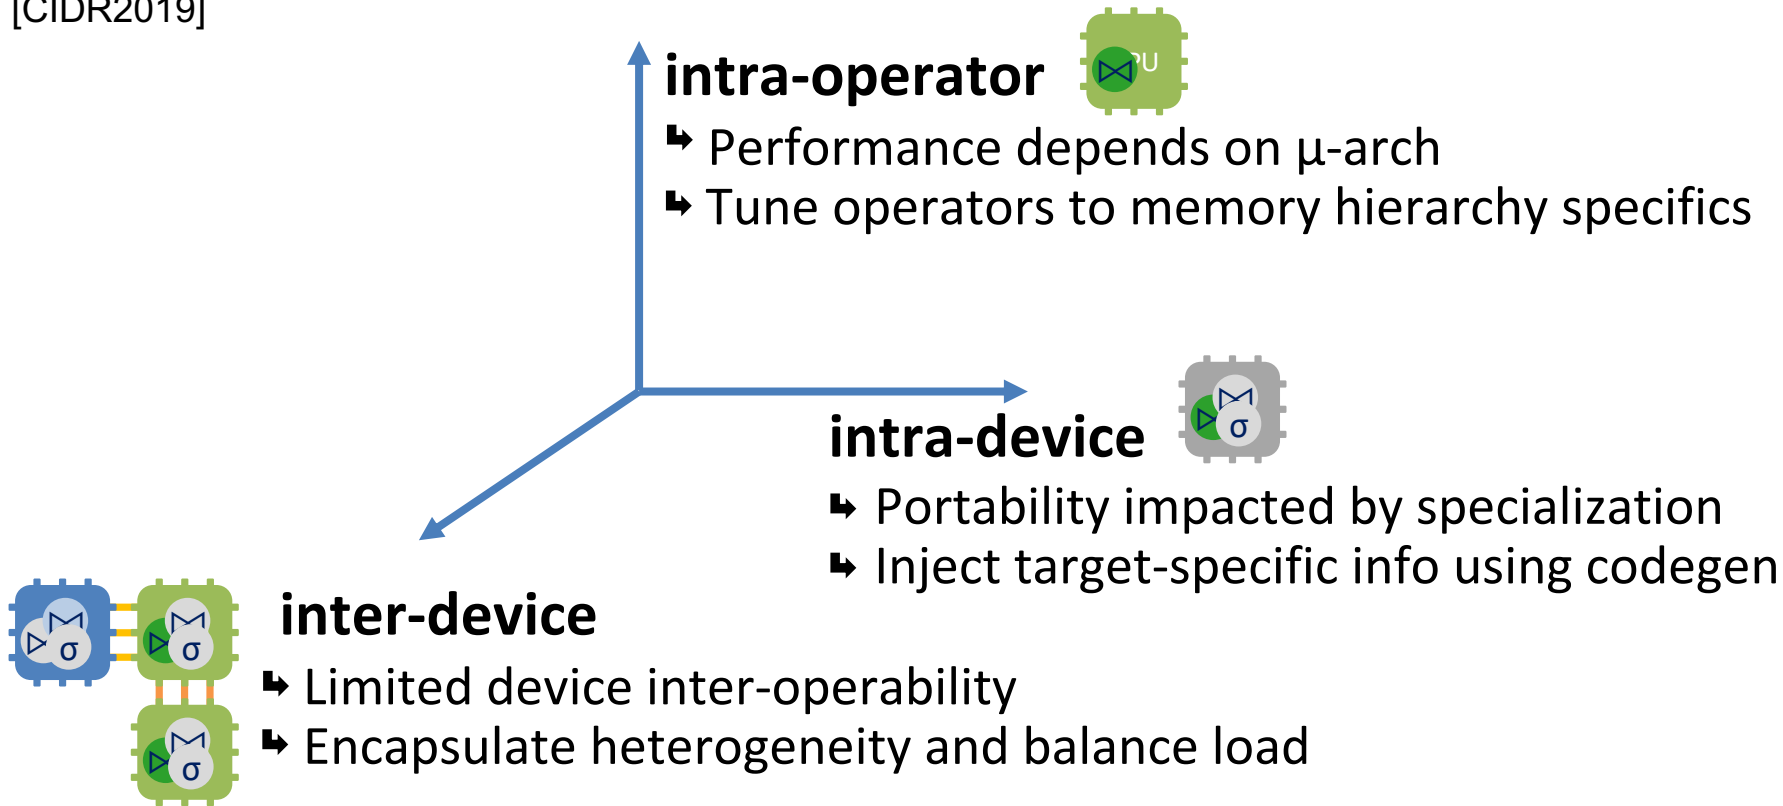 [CIDR2019]
intra-operator
PU
⋈
Performance depends on μ-arch
Tune operators to memory hierarchy specifics
intra-device
⋈
⋈
σ
Portability impacted by specialization
Inject target-specific info using codegen
inter-device
⋈
⋈
σ
⋈
⋈
σ
Limited device inter-operability
Encapsulate heterogeneity and balance load
⋈
⋈
σ